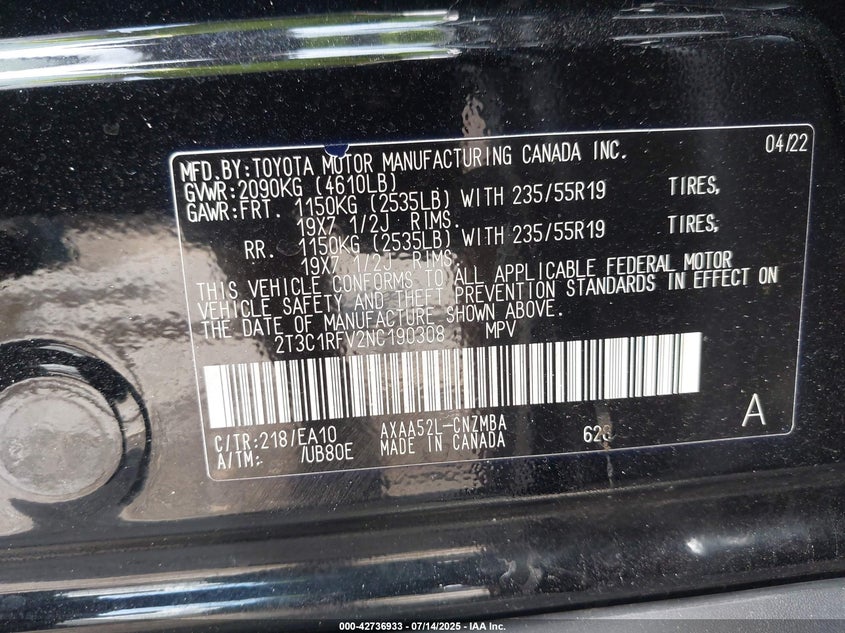 04/22
MFD.BY:TOYOTA MOTOR MANUFACTURING CANADA INC.
GVWR:2090KG (4610LB)
GAWR:FRT. 1150KG (2535LB) WITH 235/55R19 TIRES,
19X7 1/2J RIMS.
RR. 1150KG (2535LB) WITH 235/55R19 TIRES,
19X7 1/2J RIMS.
THIS VEHICLE CONFORMS TO ALL APPLICABLE FEDERAL MOTOR
VEHICLE SAFETY AND THEFT PREVENTION STANDARDS IN EFFECT ON
THE DATE OF MANUFACTURE SHOWN ABOVE.
2T3C1RFV2NC190308 MPV
C/TR:218/EA10 AXAA52L-CNZMBA
A/TM: /UB80E MADE IN CANADA
A
000-42736933 - 07/14/2025 - IAA Inc.